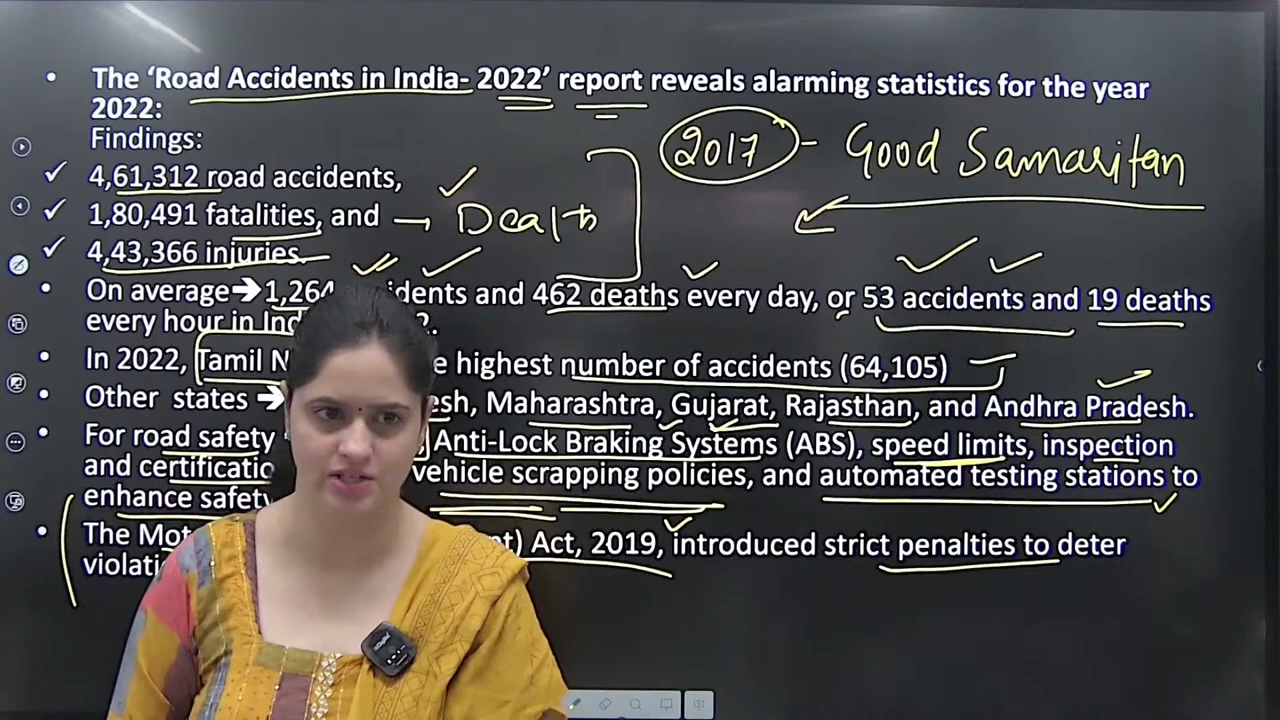 • The ‘Road Accidents in India- 2022’ report reveals alarming statistics for the year
2022:
Findings:
2017 - Good Samaritan
✓ 4,61,312 road accidents,
✓ 1,80,491 fatalities, and → Death
✓ 4,43,366 injuries.
• On average➔1,264 accidents and 462 deaths every day, or 53 accidents and 19 deaths
every hour in
• In 2022, Tamil highest number of accidents (64,105)
• Other states ➔ Maharashtra, Gujarat, Rajasthan, and Andhra Pradesh.
• For road safety Anti-Lock Braking Systems (ABS), speed limits, inspection
and vehicle scrapping policies, and automated testing stations to
enhance safety
• The Act, 2019, introduced strict penalties to deter